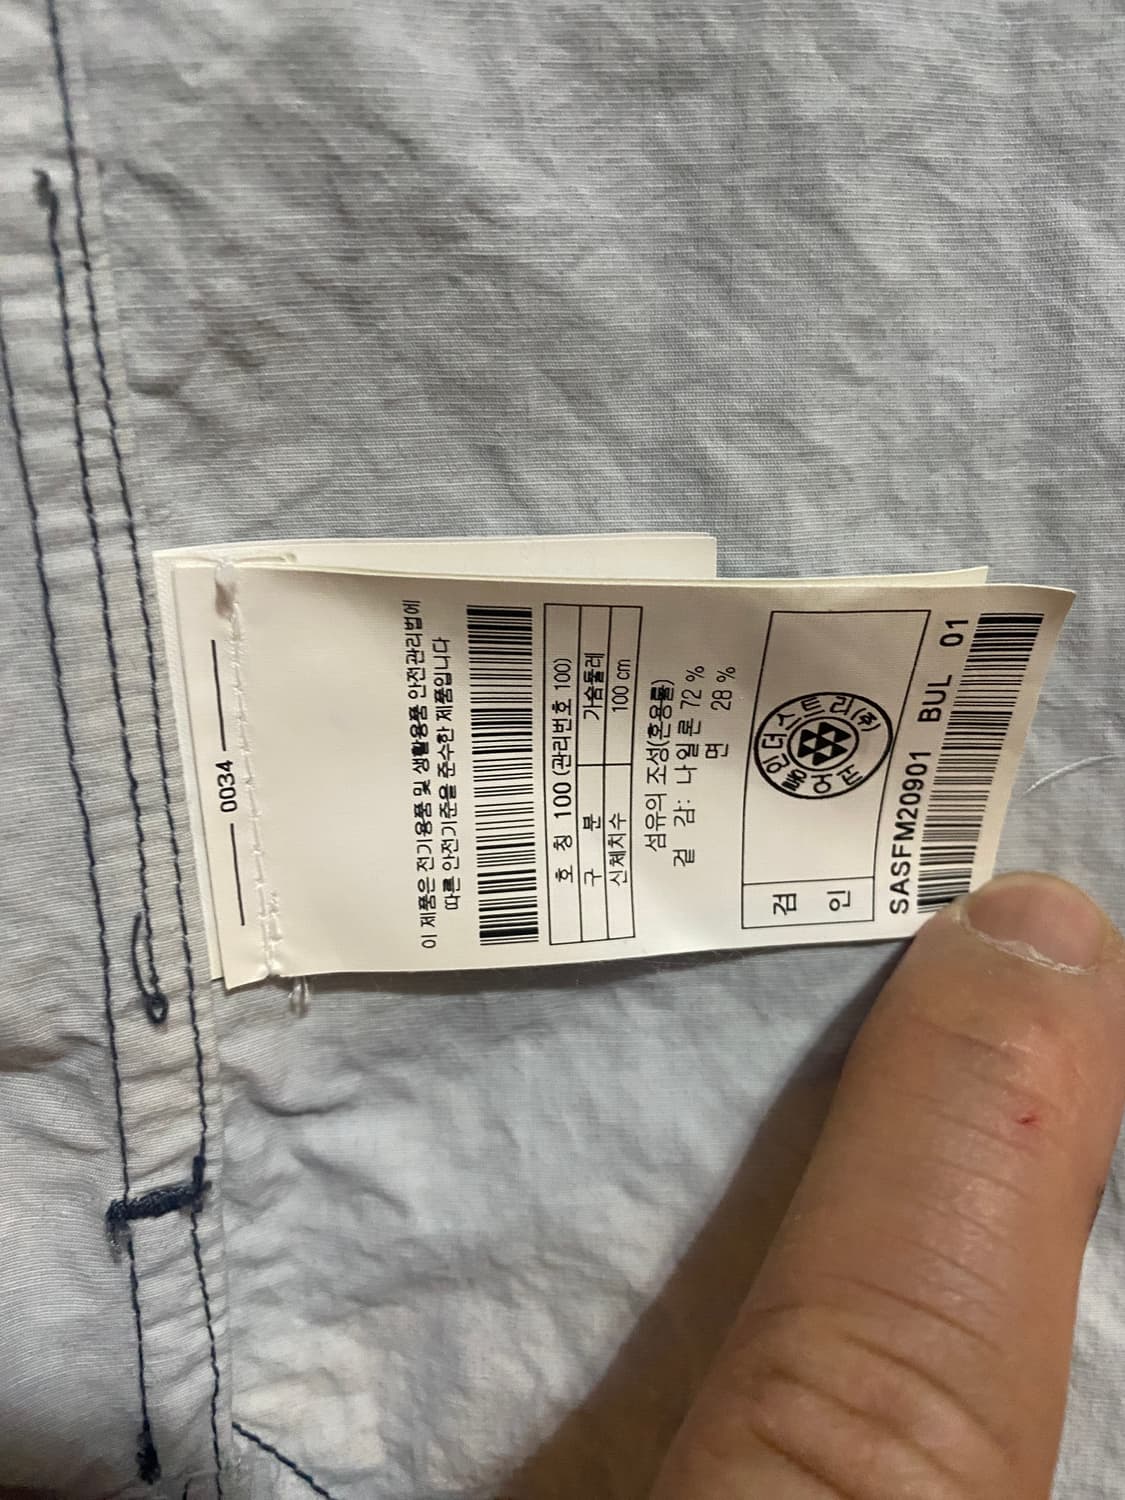 0034
이 제품은 전기용품 및 생활용품 안전관리법에
따른 안전기준을 준수한 제품입니다
호 칭 100 (관리번호 100)
구 분 가슴둘레
신체치수 100 cm
섬유의 조성(혼용률)
겉 감: 나일론 72 %
면 28 %
검 인
인더스트리(주)
SASFM20901 BUL 01